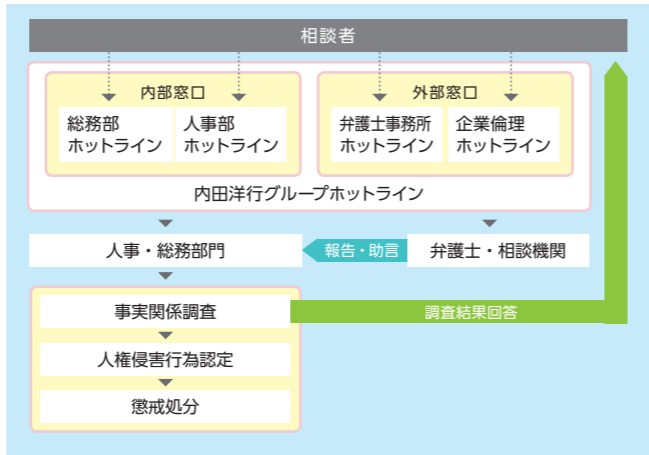 相談者
内部窓口
総務部
ホットライン
人事部
ホットライン
外部窓口
弁護士事務所
ホットライン
企業倫理
ホットライン
内田洋行グループホットライン
人事・総務部門
報告・助言
弁護士・相談機関
事実関係調査
調査結果回答
人権侵害行為認定
懲戒処分